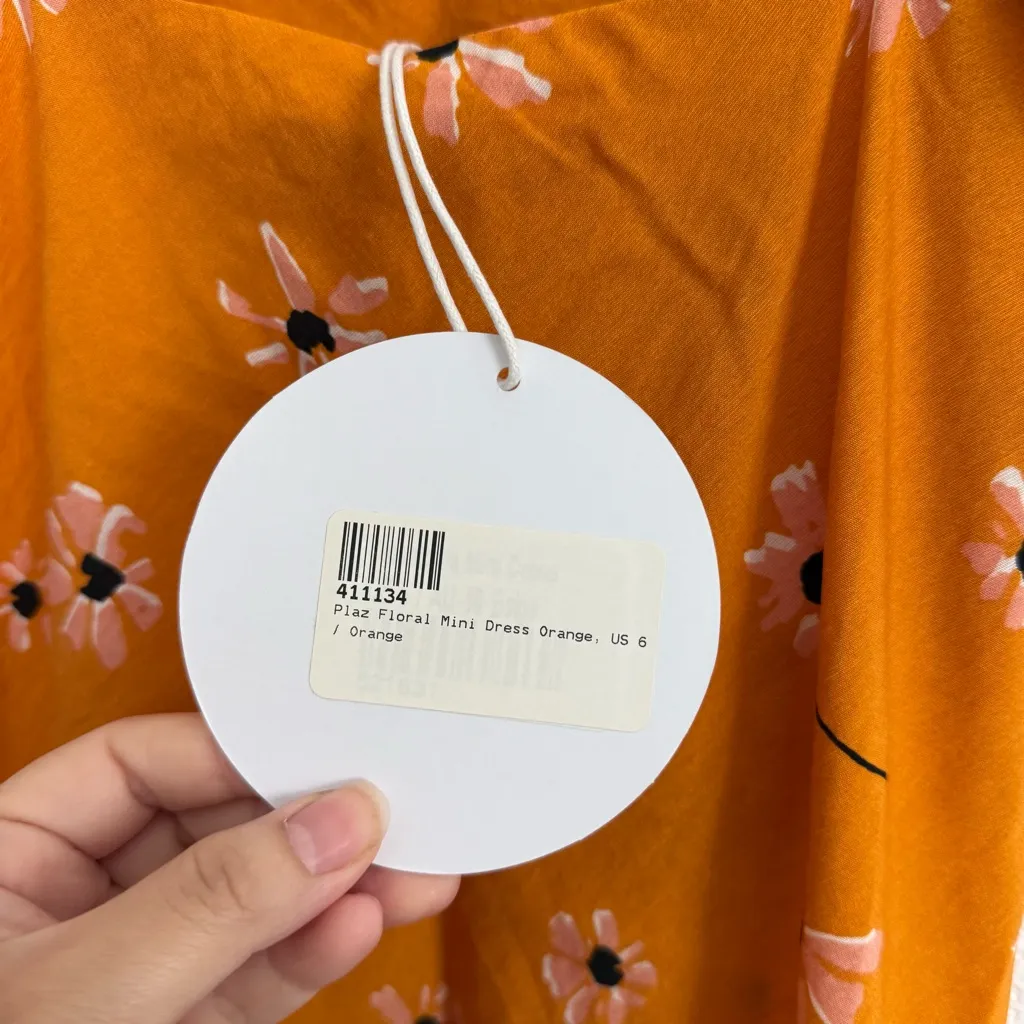 411134
Plaz Floral Mini Dress Orange, US 6
/ Orange